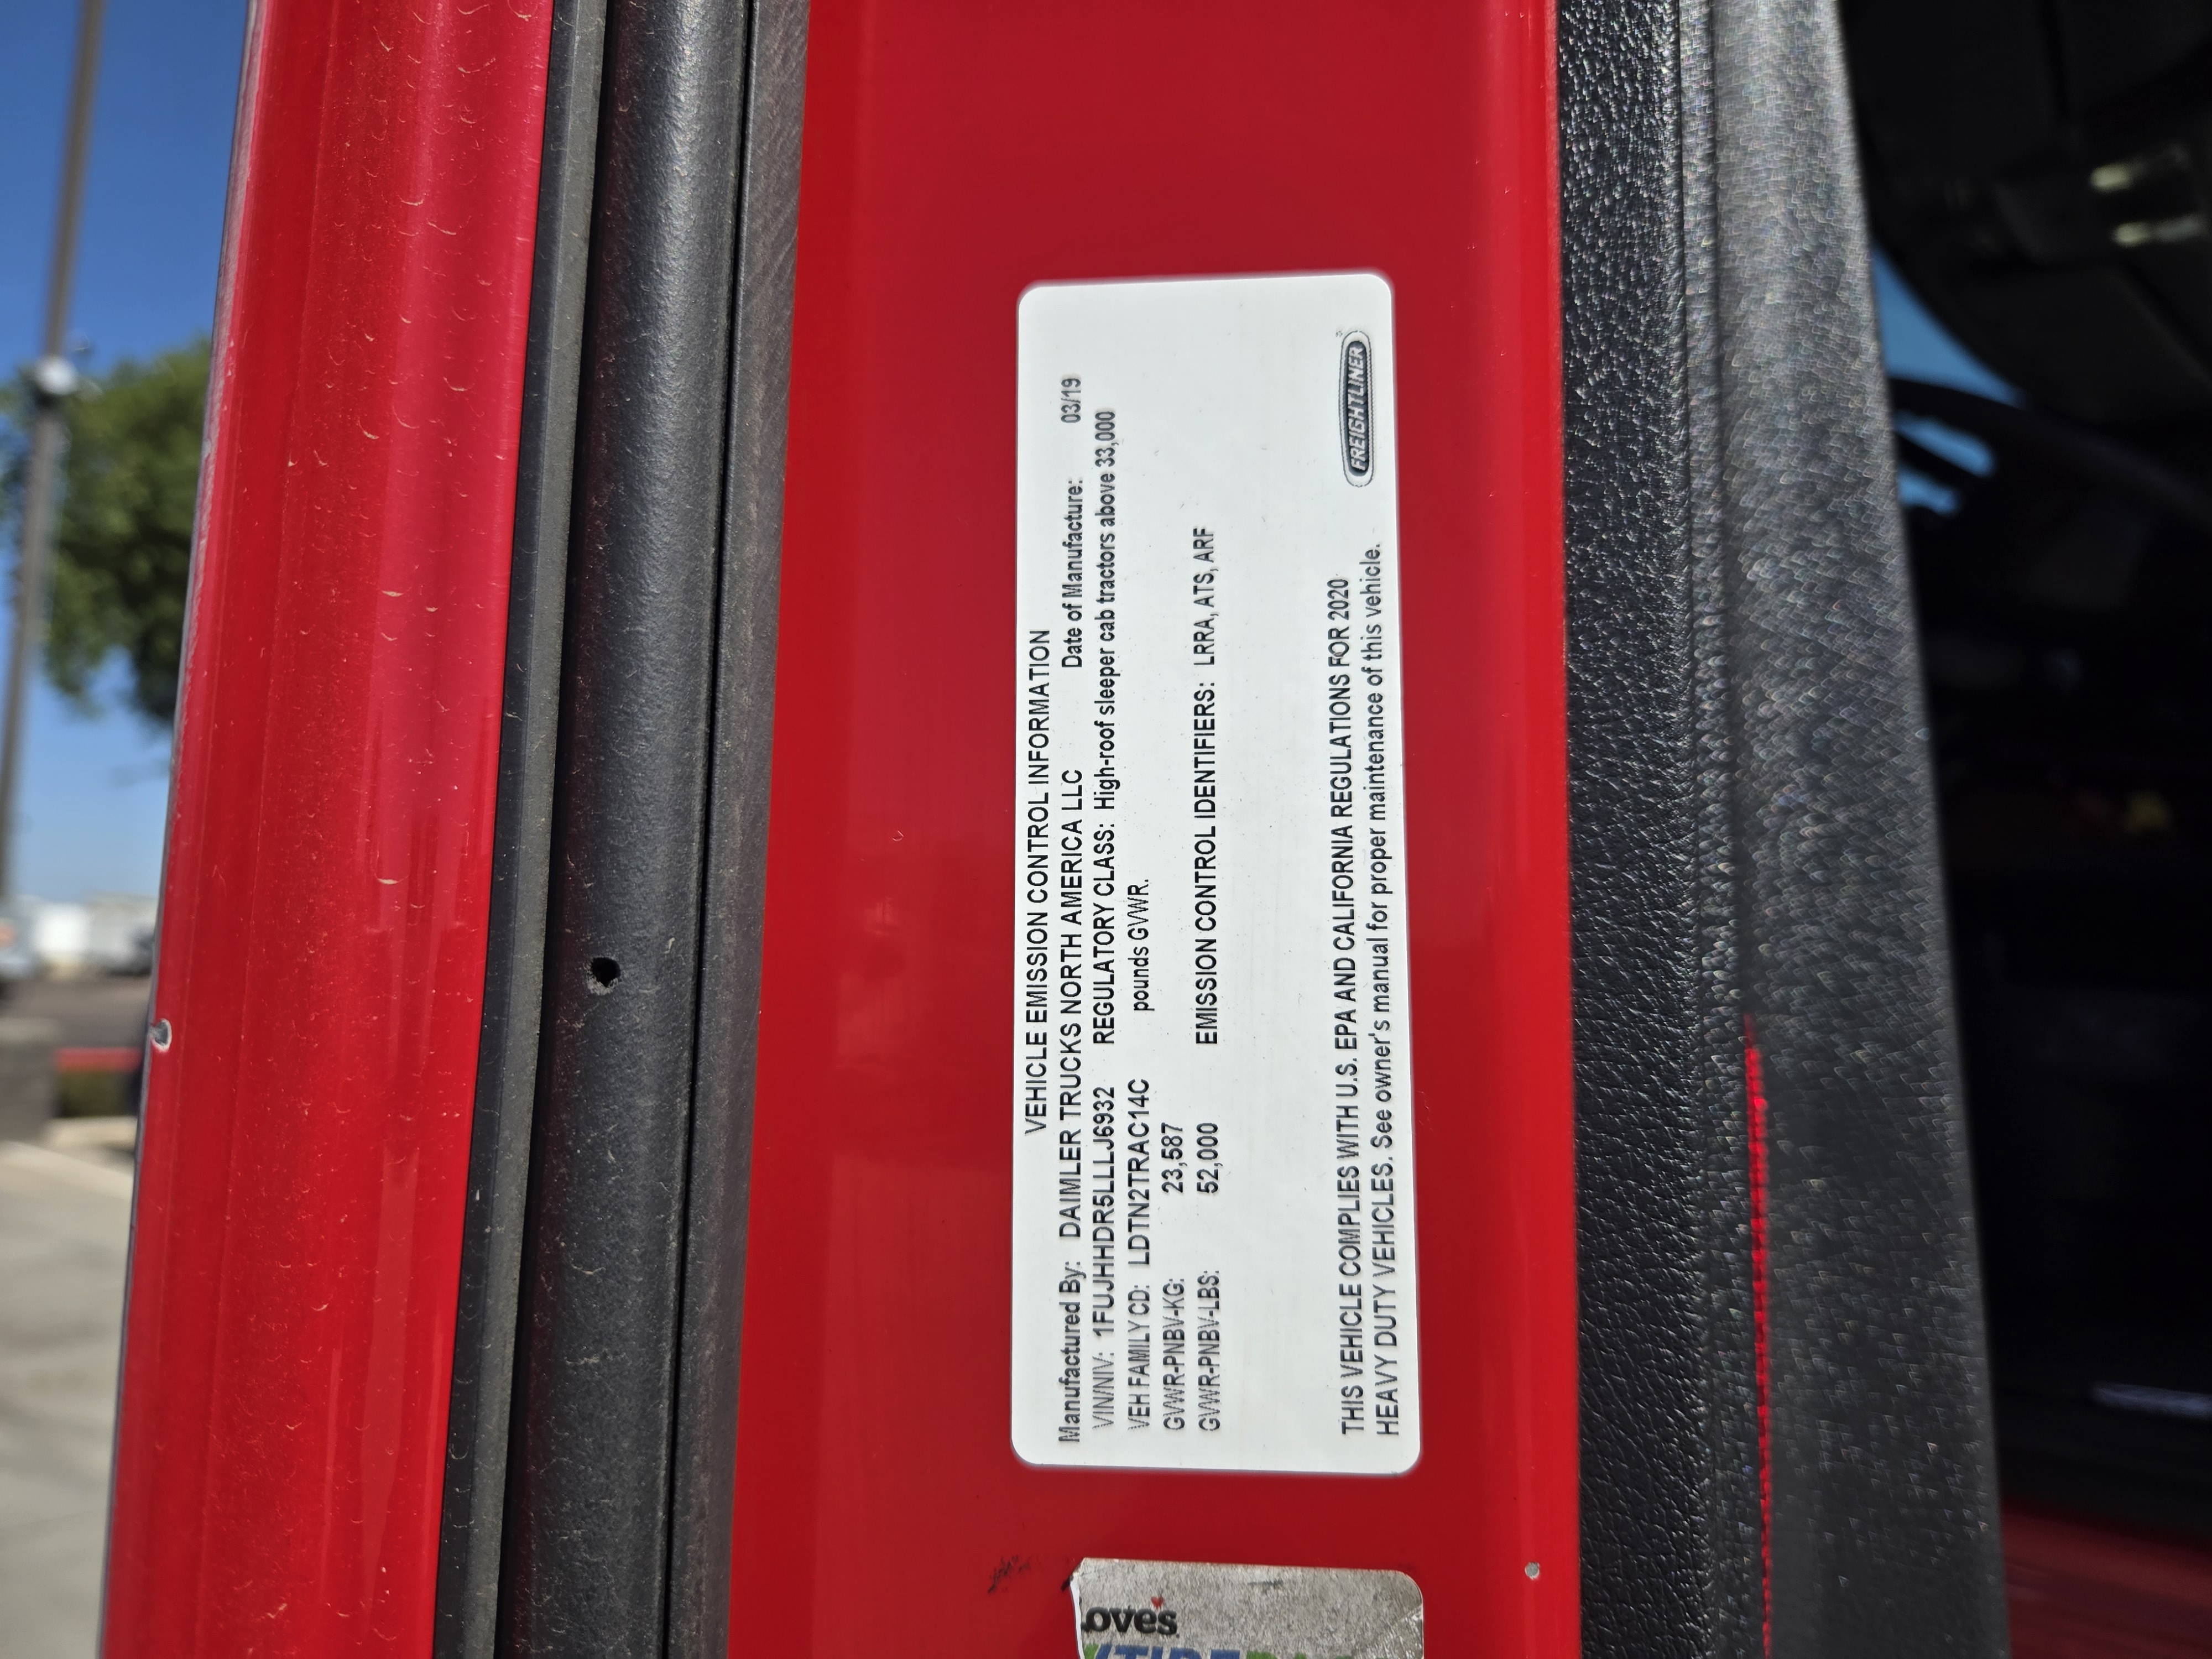 VEHICLE EMISSION CONTROL INFORMATION
Manufactured By: DAIMLER TRUCKS NORTH AMERICA LLC Date of Manufacture: 03/19
VIN/NIV: 1FUJHHDR5LLLJ6932 REGULATORY CLASS: High-roof sleeper cab tractors above 33,000
VEH FAMILY CD: LDTN2TRAC14C pounds GVWR.
GVWR-PNBV-KG: 23,587
GVWR-PNBV-LBS: 52,000 EMISSION CONTROL IDENTIFIERS: LRRA, ATS, ARF
THIS VEHICLE COMPLIES WITH U.S. EPA AND CALIFORNIA REGULATIONS FOR 2020
HEAVY DUTY VEHICLES. See owner's manual for proper maintenance of this vehicle.
FREIGHTLINER
ove's